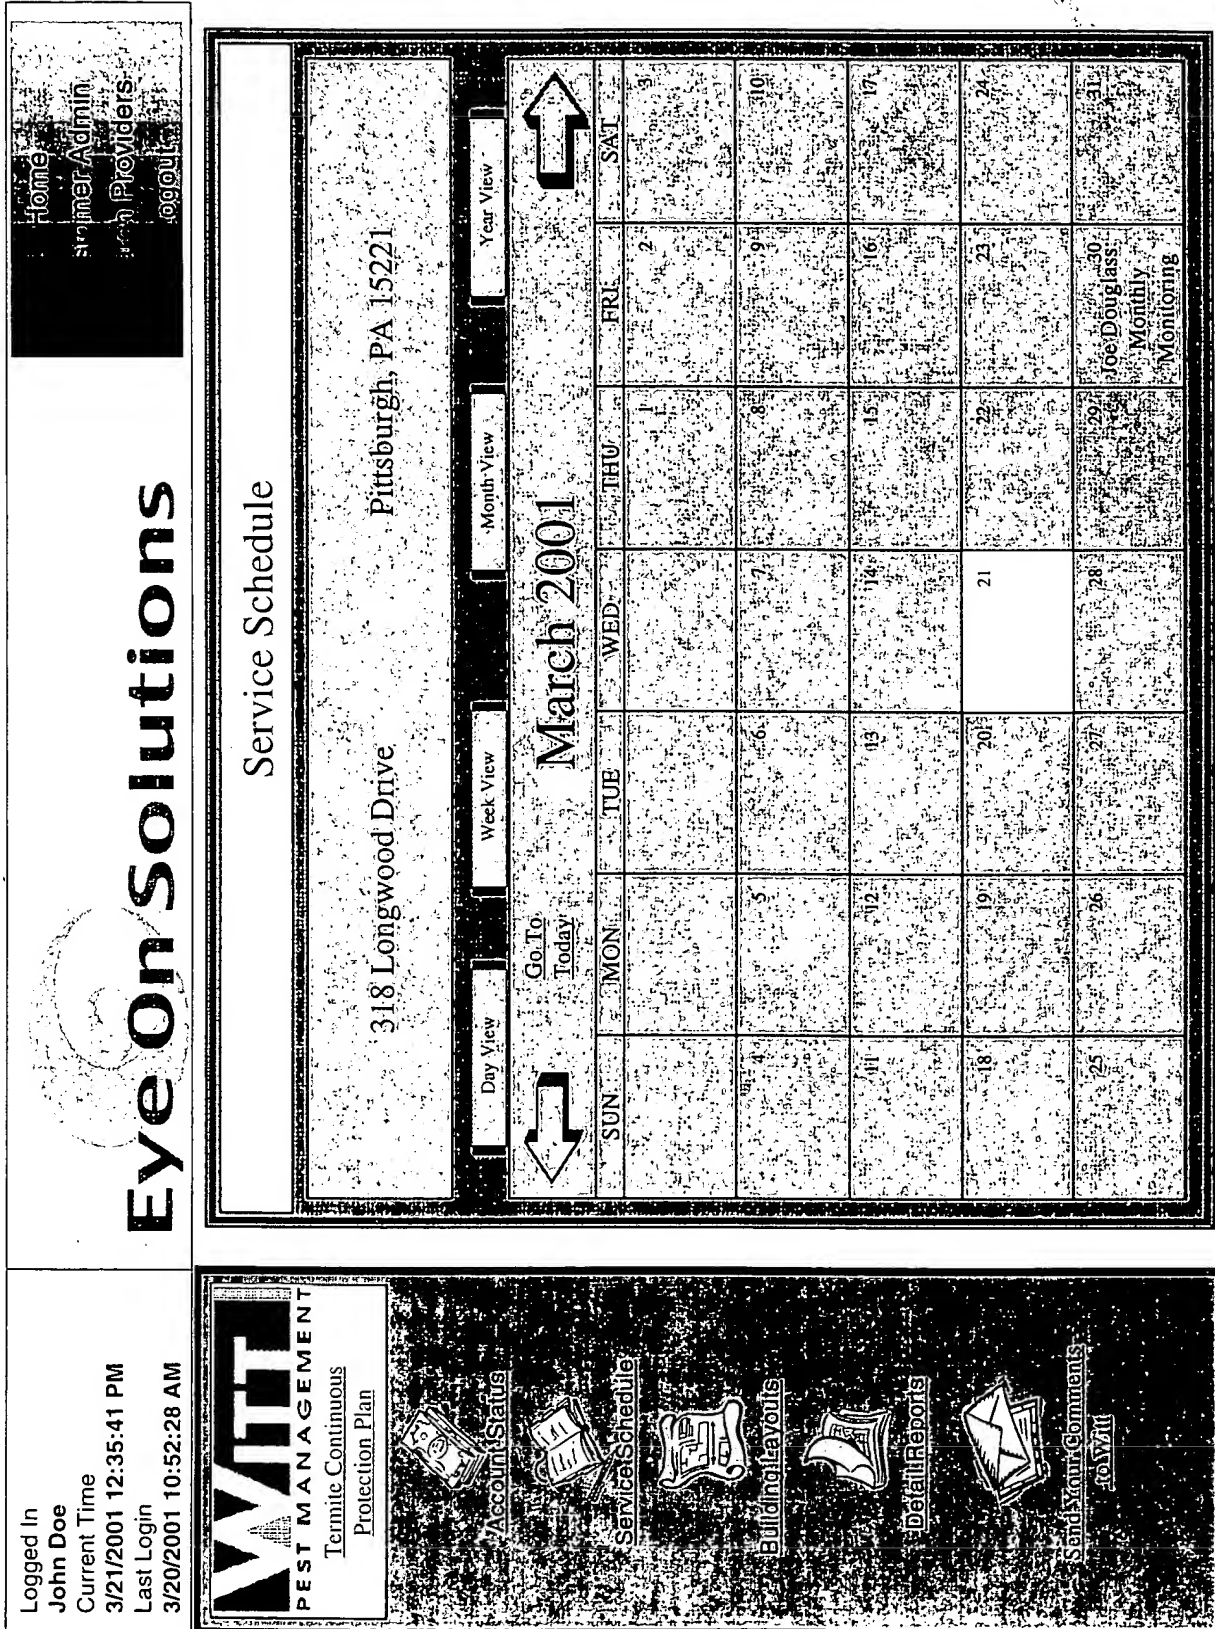 Logged In
John Doe
Current Time
3/21/2001 12:35:41 PM
Last Login
3/20/2001 10:52:28 AM
Eye On Solutions
Home
Admin
Providers
WITT
PEST MANAGEMENT
Termite Continuous
Protection Plan
Account Status
Service Schedule
Building Layouts
Detail Reports
Send Your Comments
to Witt
Service Schedule
318 Longwood Drive Pittsburgh, PA 15221
Day View Week View Month View Year View
Go To
Today
March 2001
SUN MON TUE WED THU FRI SAT
1 2 3
4 5 6 7 8 9 10
11 12 13 14 15 16 17
18 19 20 21 22 23 24
25 26 27 28 29 30 31
Joe Douglass
Monthly
Monitoring